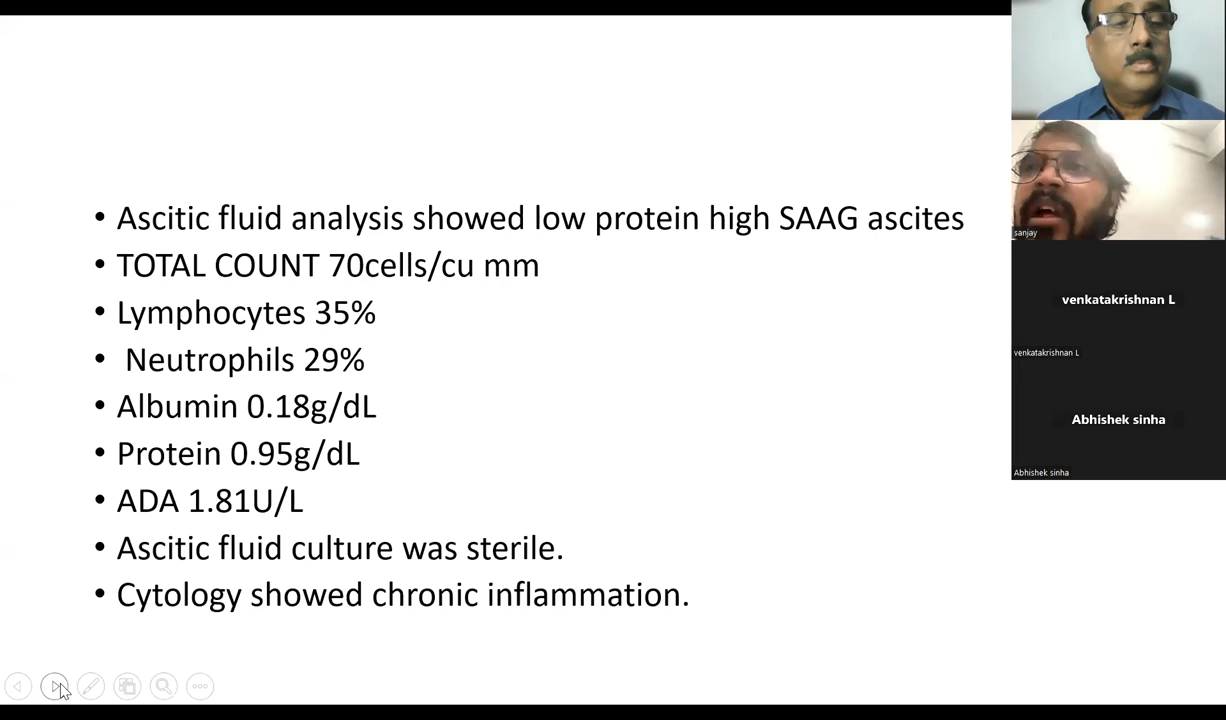 • Ascitic fluid analysis showed low protein high SAAG ascites
• TOTAL COUNT 70cells/cu mm
• Lymphocytes 35%
• Neutrophils 29%
• Albumin 0.18g/dL
• Protein 0.95g/dL
• ADA 1.81U/L
• Ascitic fluid culture was sterile.
• Cytology showed chronic inflammation.
sanjay
venkatakrishnan L
venkatakrishnan L
Abhishek sinha
Abhishek sinha